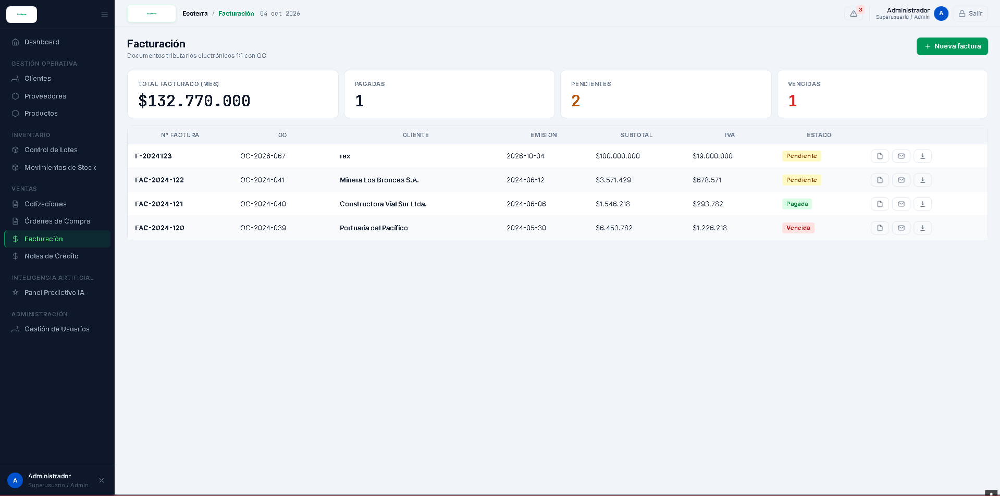 Ecoterra
Dashboard
GESTIÓN OPERATIVA
Clientes
Proveedores
Productos
INVENTARIO
Control de Lotes
Movimientos de Stock
VENTAS
Cotizaciones
Órdenes de Compra
Facturación
Notas de Crédito
INTELIGENCIA ARTIFICIAL
Panel Predictivo IA
ADMINISTRACIÓN
Gestión de Usuarios
A Administrador
Superusuario / Admin
Ecoterra Ecoterra / Facturación 04 oct 2026
3 Administrador A Salir
Superusuario / Admin
Facturación
Documentos tributarios electrónicos 1:1 con OC
+ Nueva factura
TOTAL FACTURADO (MES)
$132.770.000
PAGADAS
1
PENDIENTES
2
VENCIDAS
1
N° FACTURA OC CLIENTE EMISIÓN SUBTOTAL IVA ESTADO
F-2024123 OC-2026-067 rex 2026-10-04 $100.000.000 $19.000.000 Pendiente
FAC-2024-122 OC-2024-041 Minera Los Bronces S.A. 2024-06-12 $3.571.429 $678.571 Pendiente
FAC-2024-121 OC-2024-040 Constructora Vial Sur Ltda. 2024-06-06 $1.546.218 $293.782 Pagada
FAC-2024-120 OC-2024-039 Portuaria del Pacífico 2024-05-30 $6.453.782 $1.226.218 Vencida